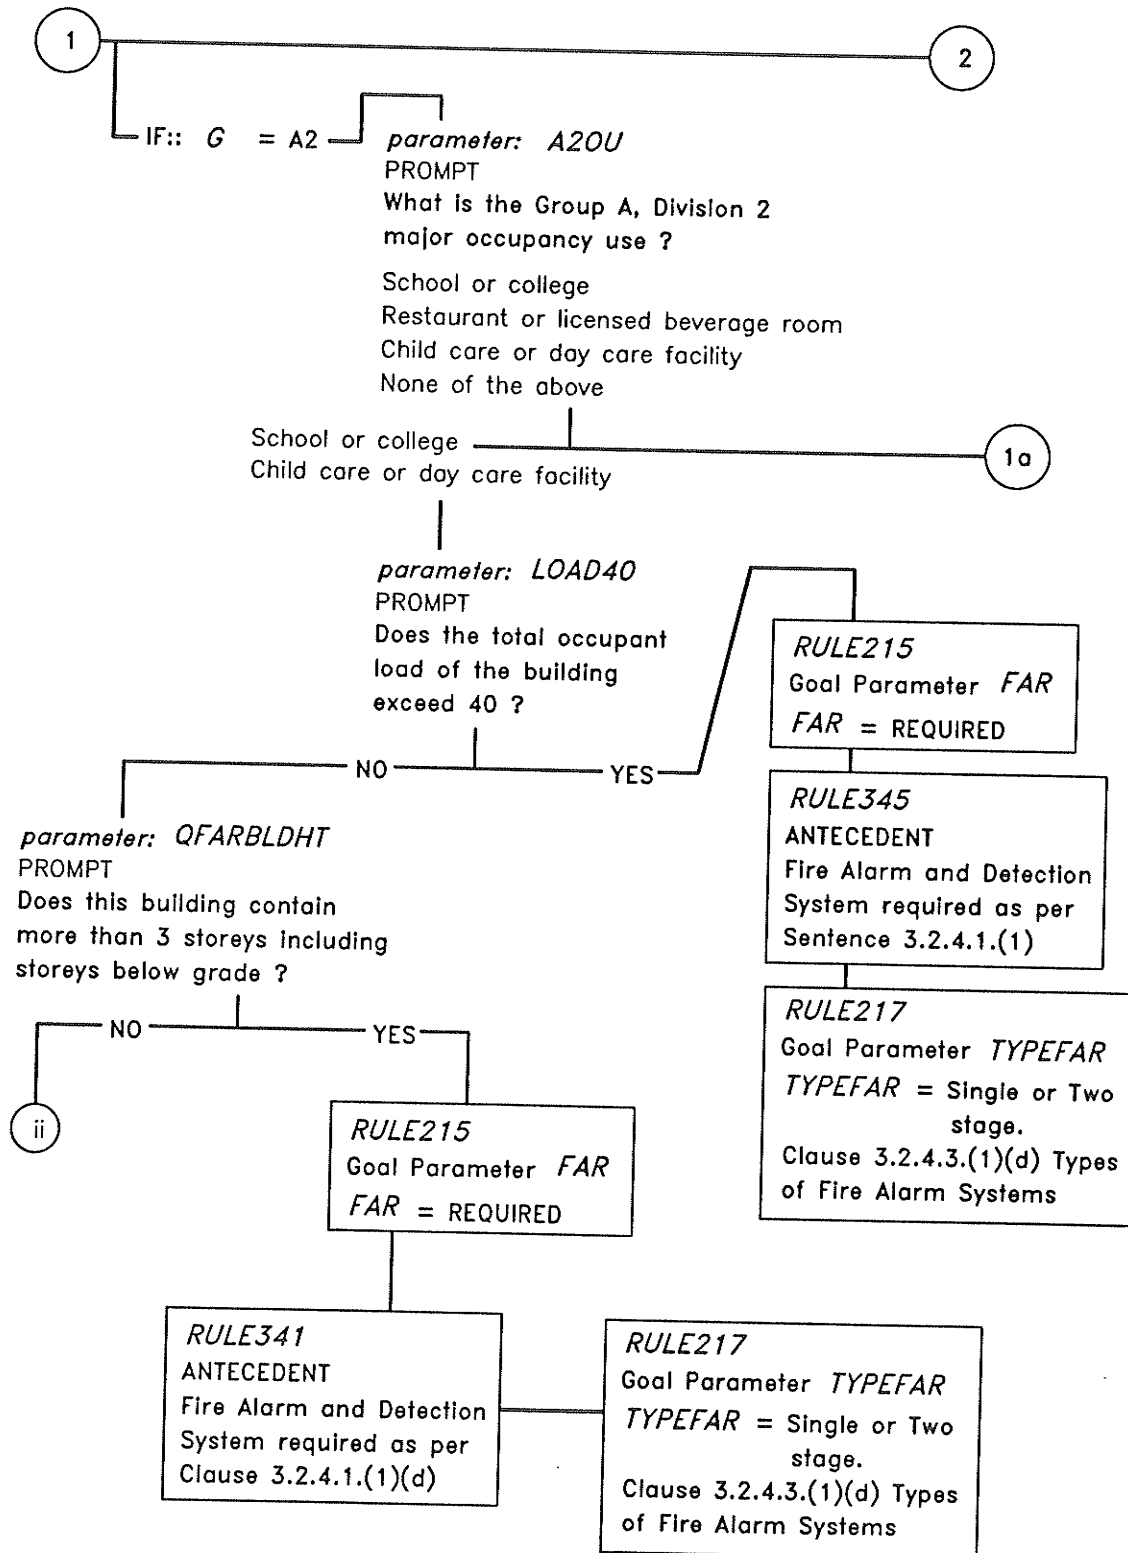 1
2
IF:: G = A2
parameter: A2OU
PROMPT
What is the Group A, Division 2
major occupancy use ?
School or college
Restaurant or licensed beverage room
Child care or day care facility
None of the above
School or college
Child care or day care facility
1a
parameter: LOAD40
PROMPT
Does the total occupant
load of the building
exceed 40 ?
NO
YES
RULE215
Goal Parameter FAR
FAR = REQUIRED
RULE345
ANTECEDENT
Fire Alarm and Detection
System required as per
Sentence 3.2.4.1.(1)
RULE217
Goal Parameter TYPEFAR
TYPEFAR = Single or Two
stage.
Clause 3.2.4.3.(1)(d) Types
of Fire Alarm Systems
parameter: QFARBLDHT
PROMPT
Does this building contain
more than 3 storeys including
storeys below grade ?
NO
YES
ii
RULE215
Goal Parameter FAR
FAR = REQUIRED
RULE341
ANTECEDENT
Fire Alarm and Detection
System required as per
Clause 3.2.4.1.(1)(d)
RULE217
Goal Parameter TYPEFAR
TYPEFAR = Single or Two
stage.
Clause 3.2.4.3.(1)(d) Types
of Fire Alarm Systems